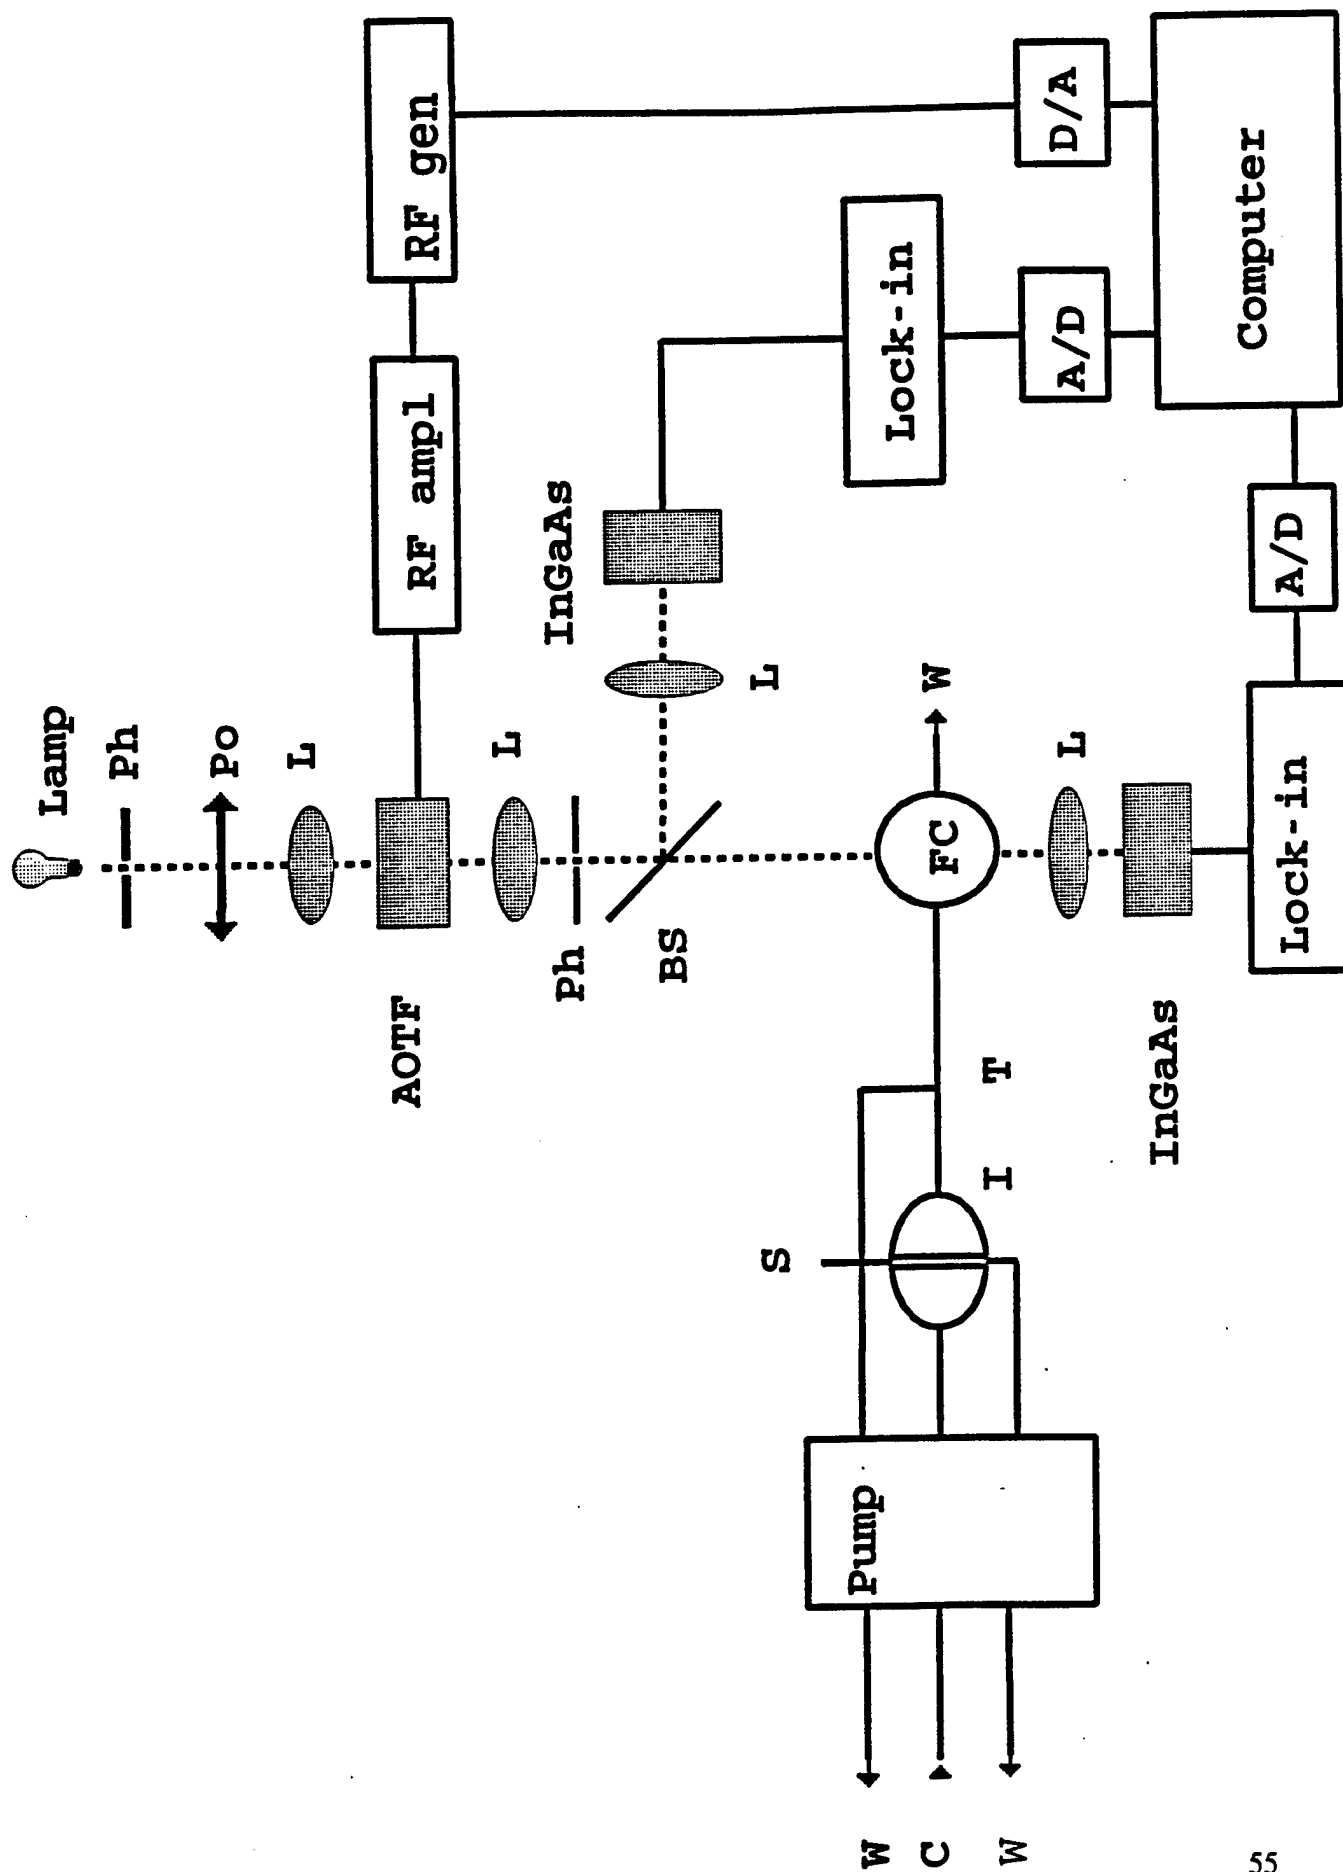 Lamp
Ph
Po
L
AOTF
L
Ph
BS
RF ampl
RF gen
InGaAs
L
Lock-in
A/D
D/A
Computer
FC
W
L
InGaAs
Lock-in
A/D
T
I
S
Pump
W
C
W
55